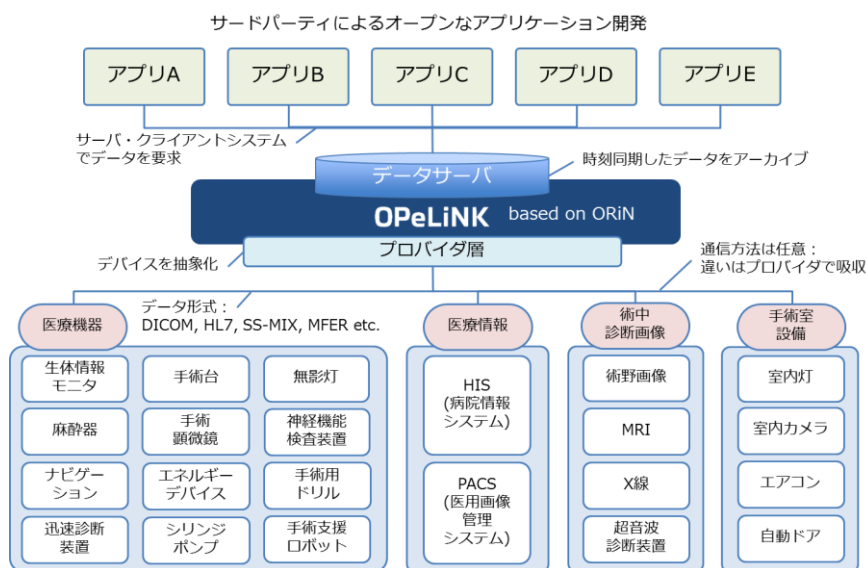 サードパーティによるオープンなアプリケーション開発
アプリA
アプリB
アプリC
アプリD
アプリE
サーバ・クライアントシステム
でデータを要求
データサーバ
時刻同期したデータをアーカイブ
OPeLiNK based on ORiN
プロバイダ層
デバイスを抽象化
通信方法は任意：
違いはプロバイダで吸収
データ形式：
DICOM, HL7, SS-MIX, MFER etc.
医療機器
生体情報
モニタ
手術台
無影灯
麻酔器
手術
顕微鏡
神経機能
検査装置
ナビゲー
ション
エネルギー
デバイス
手術用
ドリル
迅速診断
装置
シリンジ
ポンプ
手術支援
ロボット
医療情報
HIS
(病院情報
システム)
PACS
(医用画像
管理
システム)
術中
診断画像
術野画像
MRI
X線
超音波
診断装置
手術室
設備
室内灯
室内カメラ
エアコン
自動ドア